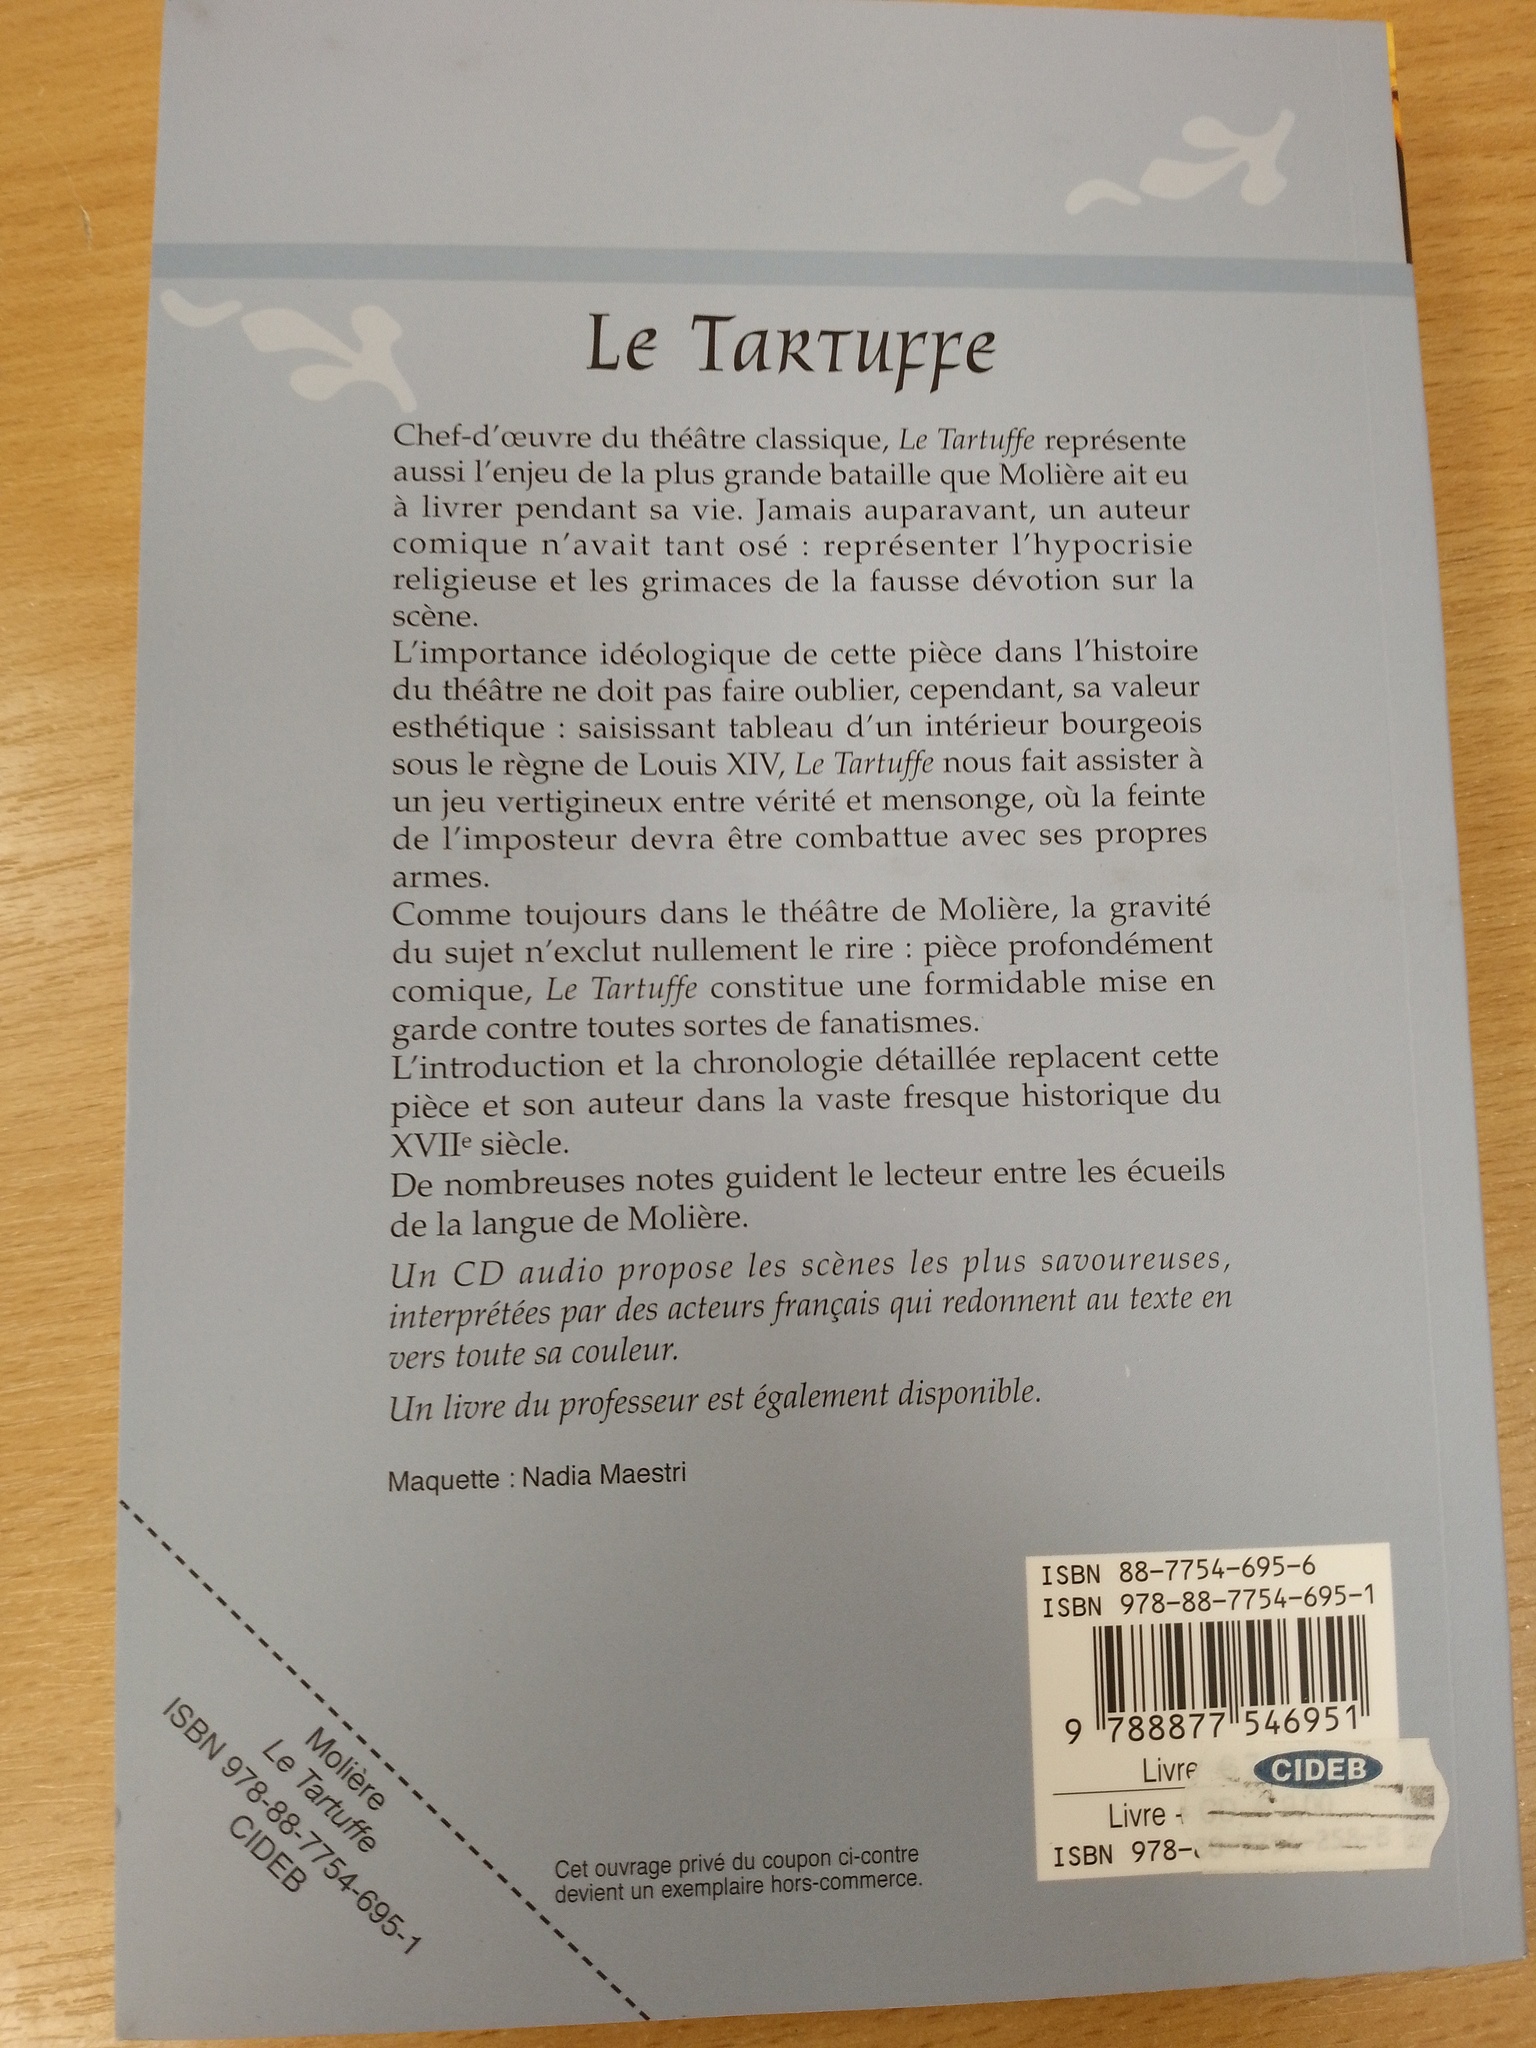 Le Tartuffe
Chef-d'œuvre du théâtre classique, Le Tartuffe représente
aussi l'enjeu de la plus grande bataille que Molière ait eu
à livrer pendant sa vie. Jamais auparavant, un auteur
comique n'avait tant osé : représenter l'hypocrisie
religieuse et les grimaces de la fausse dévotion sur la
scène.
L'importance idéologique de cette pièce dans l'histoire
du théâtre ne doit pas faire oublier, cependant, sa valeur
esthétique : saisissant tableau d'un intérieur bourgeois
sous le règne de Louis XIV, Le Tartuffe nous fait assister à
un jeu vertigineux entre vérité et mensonge, où la feinte
de l'imposteur devra être combattue avec ses propres
armes.
Comme toujours dans le théâtre de Molière, la gravité
du sujet n'exclut nullement le rire : pièce profondément
comique, Le Tartuffe constitue une formidable mise en
garde contre toutes sortes de fanatismes.
L'introduction et la chronologie détaillée replacent cette
pièce et son auteur dans la vaste fresque historique du
XVIIe siècle.
De nombreuses notes guident le lecteur entre les écueils
de la langue de Molière.
Un CD audio propose les scènes les plus savoureuses,
interprétées par des acteurs français qui redonnent au texte en
vers toute sa couleur.
Un livre du professeur est également disponible.
Maquette : Nadia Maestri
Molière
Le Tartuffe
ISBN 978-88-7754-695-1
CIDEB
Cet ouvrage privé du coupon ci-contre
devient un exemplaire hors-commerce.
ISBN 88-7754-695-6
ISBN 978-88-7754-695-1
9 788877 546951
Livre CIDEB
Livre
ISBN 978-